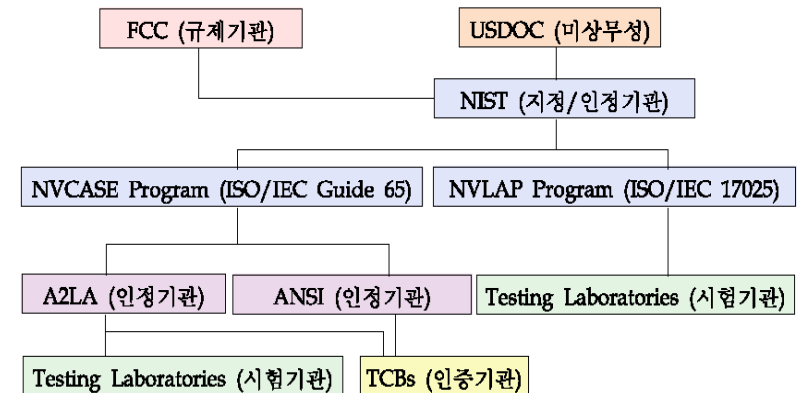 FCC (규제기관)
USDOC (미상무성)
NIST (지정/인정기관)
NVCASE Program (ISO/IEC Guide 65)
NVLAP Program (ISO/IEC 17025)
A2LA (인정기관)
ANSI (인정기관)
Testing Laboratories (시험기관)
Testing Laboratories (시험기관)
TCBs (인증기관)